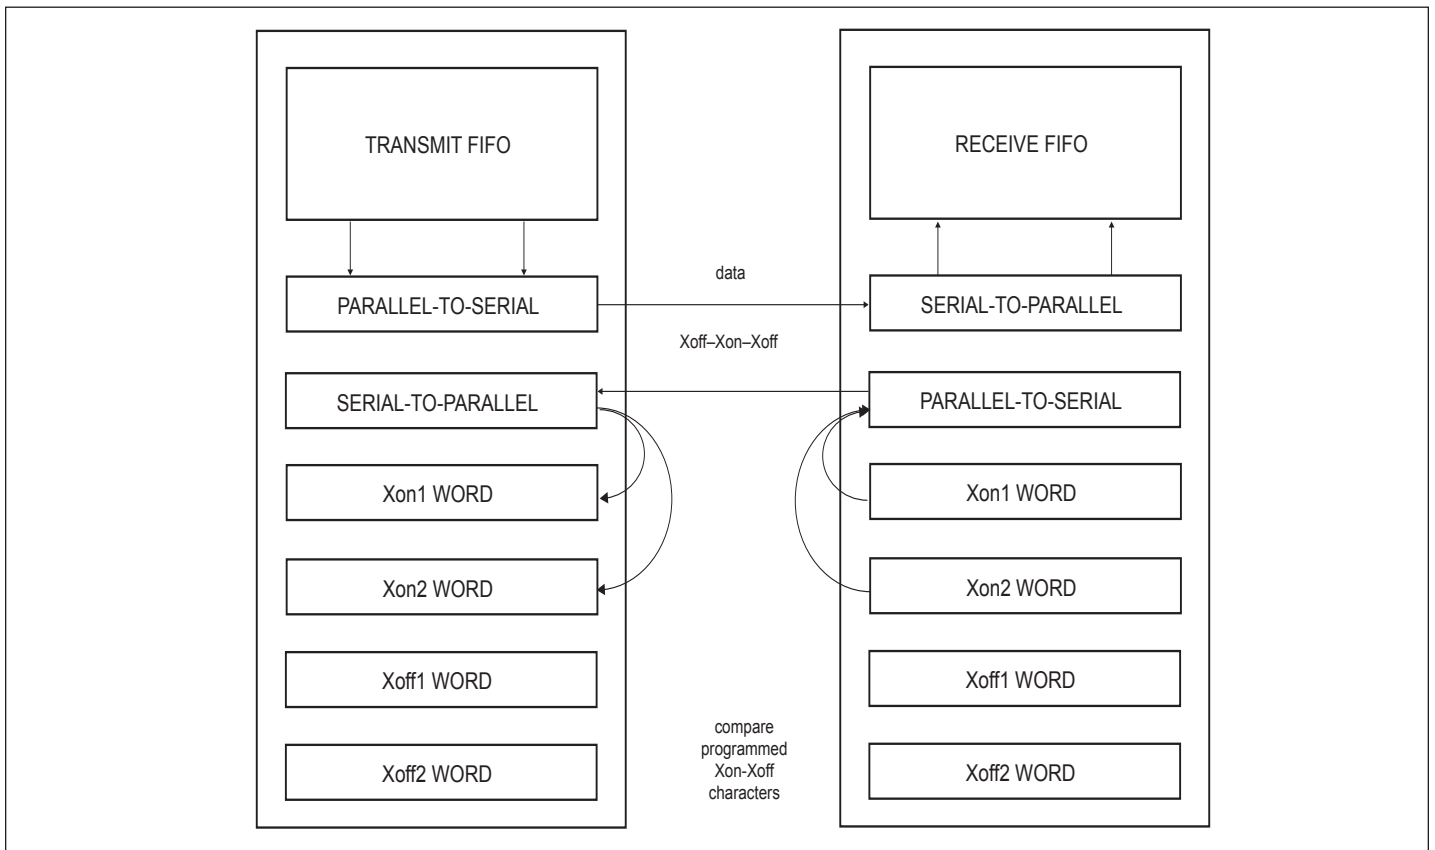 TRANSMIT FIFO
PARALLEL-TO-SERIAL
SERIAL-TO-PARALLEL
Xon1 WORD
Xon2 WORD
Xoff1 WORD
Xoff2 WORD
data
Xoff–Xon–Xoff
compare
programmed
Xon-Xoff
characters
RECEIVE FIFO
SERIAL-TO-PARALLEL
PARALLEL-TO-SERIAL
Xon1 WORD
Xon2 WORD
Xoff1 WORD
Xoff2 WORD